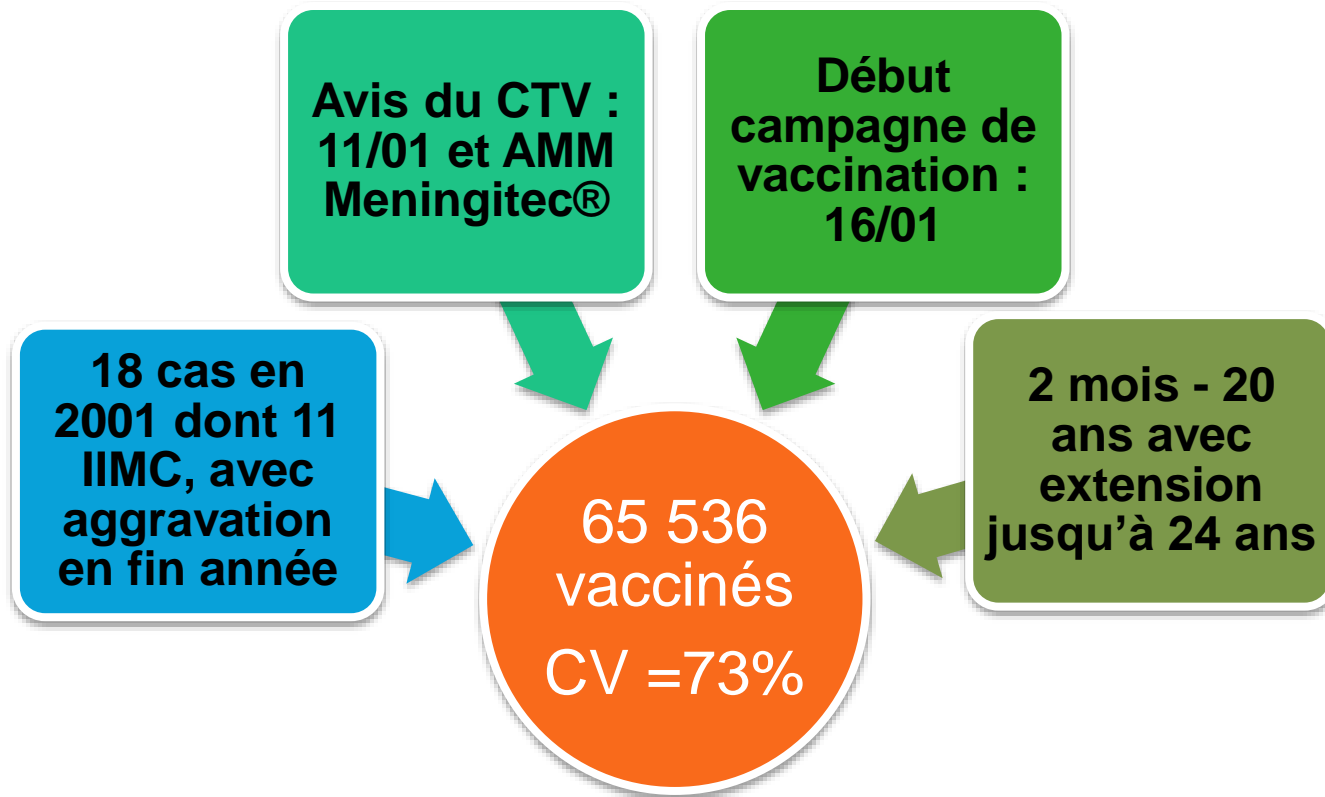 Avis du CTV :
11/01 et AMM
Meningitec®
Début
campagne de
vaccination :
16/01
18 cas en
2001 dont 11
IIMC, avec
aggravation
en fin année
2 mois - 20
ans avec
extension
jusqu’à 24 ans
65 536
vaccinés
CV =73%